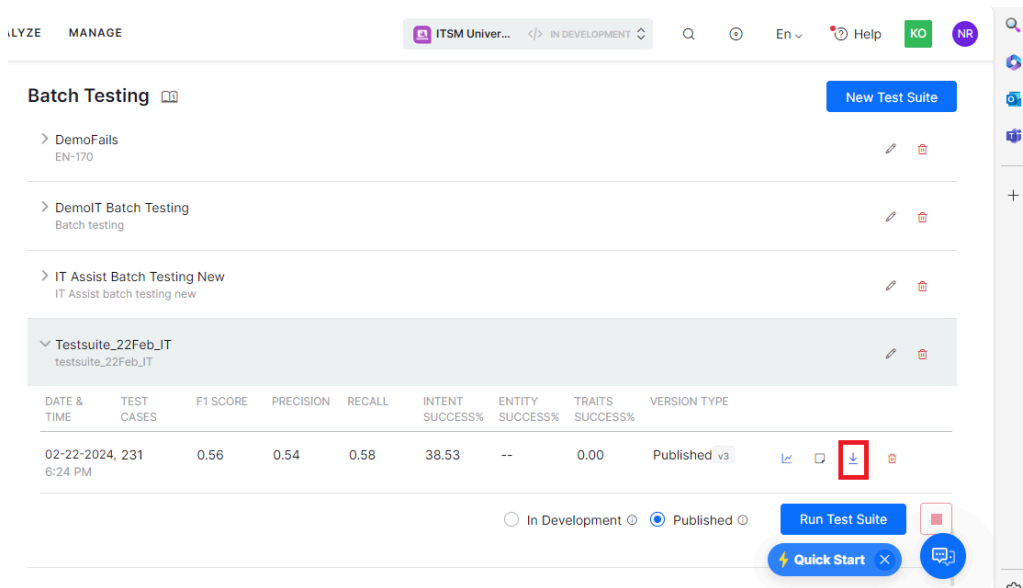 ALYZE MANAGE ITSM Univer... </> IN DEVELOPMENT En Help KO NR
Batch Testing New Test Suite
DemoFails
EN-170
DemoIT Batch Testing
Batch testing
IT Assist Batch Testing New
IT Assist batch testing new
Testsuite_22Feb_IT
testsuite_22Feb_IT
DATE & TEST F1 SCORE PRECISION RECALL INTENT ENTITY TRAITS VERSION TYPE
TIME CASES SUCCESS% SUCCESS% SUCCESS%
02-22-2024, 231 0.56 0.54 0.58 38.53 -- 0.00 Published v3
6:24 PM
In Development Published Run Test Suite
Quick Start